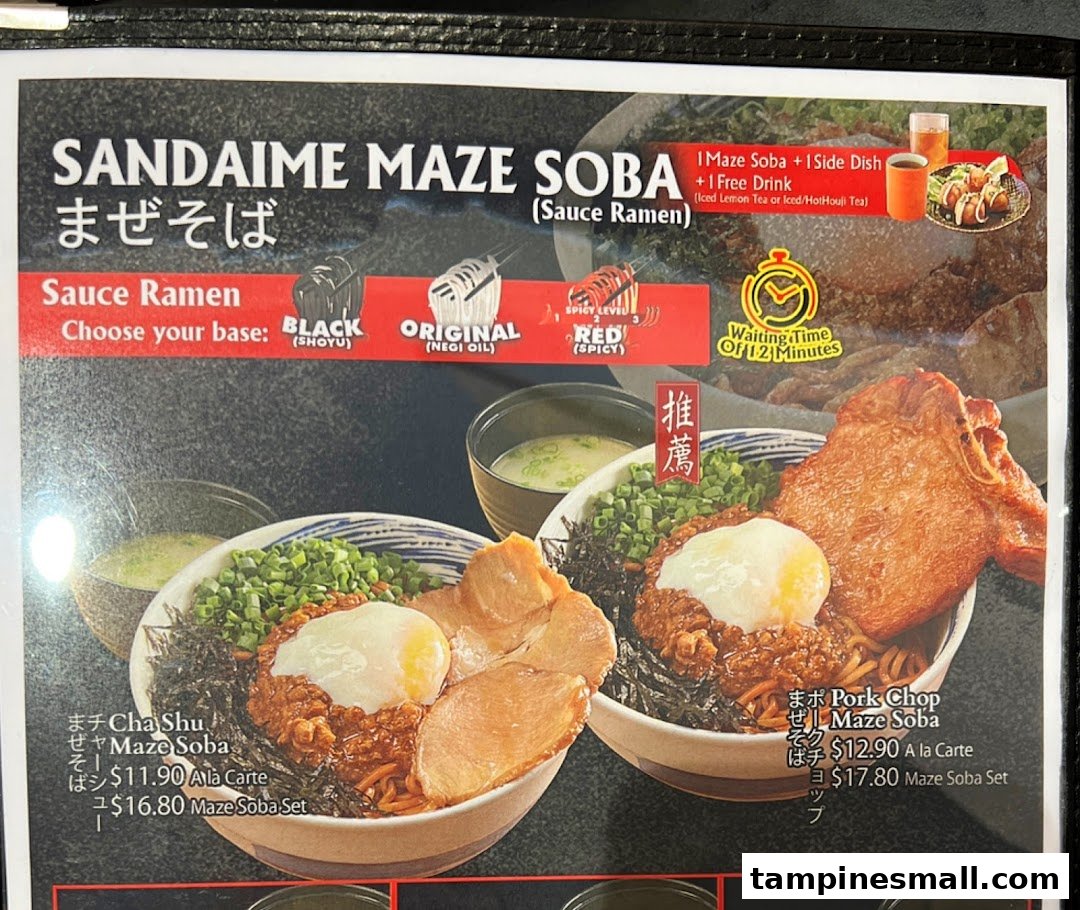 SANDAIME MAZE SOBA
(Sauce Ramen)
まぜそば
1 Maze Soba + 1 Side Dish
+ 1 Free Drink
(Iced Lemon Tea or Iced/HotHouji Tea)
Sauce Ramen
Choose your base:
BLACK
(SHOYU)
ORIGINAL
(NEGI OIL)
SPICY LEVEL
1 2 3
RED
(SPICY)
Waiting Time
Of 12 Minutes
推薦
チャーシュー
まぜそば
Cha Shu
Maze Soba
$11.90 A la Carte
$16.80 Maze Soba Set
ポークチョップ
まぜそば
Pork Chop
Maze Soba
$12.90 A la Carte
$17.80 Maze Soba Set
tampinesmall.com